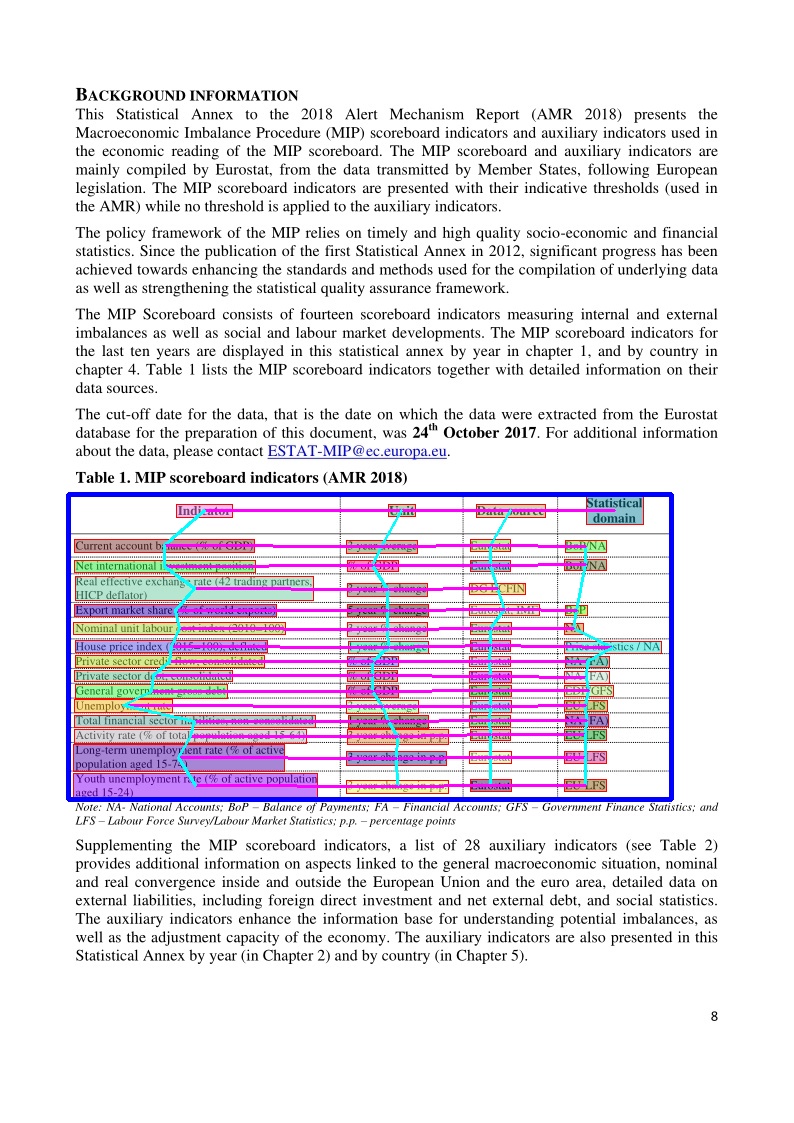 BACKGROUND INFORMATION
This Statistical Annex to the 2018 Alert Mechanism Report (AMR 2018) presents the
Macroeconomic Imbalance Procedure (MIP) scoreboard indicators and auxiliary indicators used in
the economic reading of the MIP scoreboard. The MIP scoreboard and auxiliary indicators are
mainly compiled by Eurostat, from the data transmitted by Member States, following European
legislation. The MIP scoreboard indicators are presented with their indicative thresholds (used in
the AMR) while no threshold is applied to the auxiliary indicators.
The policy framework of the MIP relies on timely and high quality socio-economic and financial
statistics. Since the publication of the first Statistical Annex in 2012, significant progress has been
achieved towards enhancing the standards and methods used for the compilation of underlying data
as well as strengthening the statistical quality assurance framework.
The MIP Scoreboard consists of fourteen scoreboard indicators measuring internal and external
imbalances as well as social and labour market developments. The MIP scoreboard indicators for
the last ten years are displayed in this statistical annex by year in chapter 1, and by country in
chapter 4. Table 1 lists the MIP scoreboard indicators together with detailed information on their
data sources.
The cut-off date for the data, that is the date on which the data were extracted from the Eurostat
database for the preparation of this document, was 24th October 2017. For additional information
about the data, please contact ESTAT-MIP@ec.europa.eu.
Table 1. MIP scoreboard indicators (AMR 2018)
Indicator Unit Data source Statistical domain
Current account balance (% of GDP) 3 year average Eurostat BoP/NA
Net international investment position % of GDP Eurostat BoP/NA
Real effective exchange rate (42 trading partners,
HICP deflator) 3 year % change DG ECFIN
Export market share (% of world exports) 5 year % change Eurostat, IMF BoP
Nominal unit labour cost index (2010=100) 3 year % change Eurostat NA
House price index (2015=100), deflated 1 year % change Eurostat Price statistics / NA
Private sector credit flow, consolidated % of GDP Eurostat NA (FA)
Private sector debt, consolidated % of GDP Eurostat NA (FA)
General government gross debt % of GDP Eurostat EDP/GFS
Unemployment rate 3 year average Eurostat EU-LFS
Total financial sector liabilities, non-consolidated 1 year % change Eurostat NA (FA)
Activity rate (% of total population aged 15-64) 3 year change in p.p. Eurostat EU-LFS
Long-term unemployment rate (% of active
population aged 15-74) 3 year change in p.p. Eurostat EU-LFS
Youth unemployment rate (% of active population
aged 15-24) 3 year change in p.p. Eurostat EU-LFS
Note: NA- National Accounts; BoP – Balance of Payments; FA – Financial Accounts; GFS – Government Finance Statistics; and
LFS – Labour Force Survey/Labour Market Statistics; p.p. – percentage points
Supplementing the MIP scoreboard indicators, a list of 28 auxiliary indicators (see Table 2)
provides additional information on aspects linked to the general macroeconomic situation, nominal
and real convergence inside and outside the European Union and the euro area, detailed data on
external liabilities, including foreign direct investment and net external debt, and social statistics.
The auxiliary indicators enhance the information base for understanding potential imbalances, as
well as the adjustment capacity of the economy. The auxiliary indicators are also presented in this
Statistical Annex by year (in Chapter 2) and by country (in Chapter 5).
8